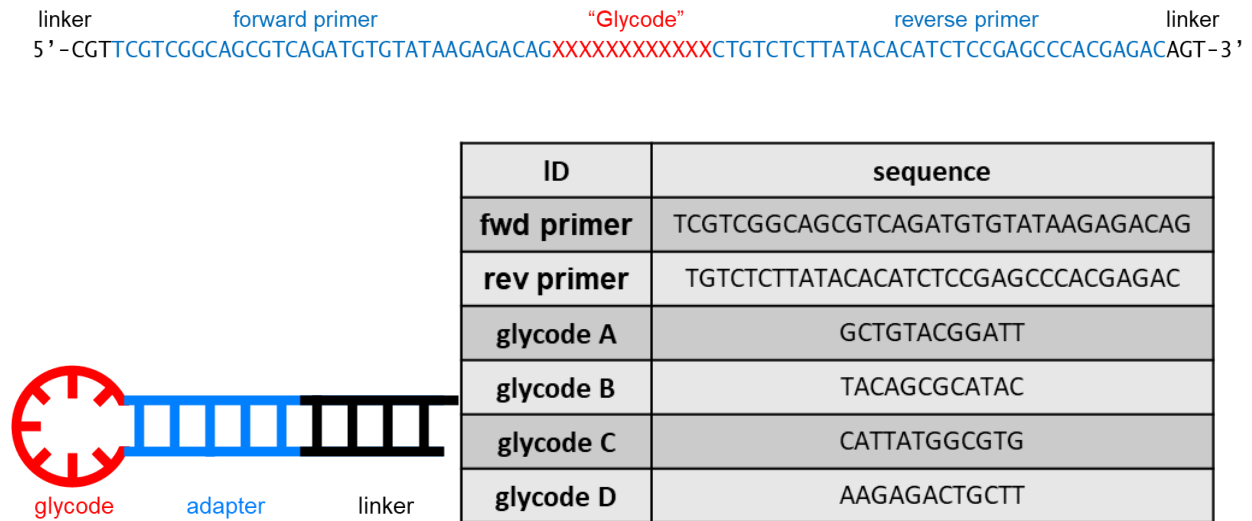 linker forward primer “Glycode” reverse primer linker
5’-CGTTCGTCGGCAGCGTCAGATGTGTATAAGAGACAGXXXXXXXXXXXXCTGTCTCTTATACACATCTCCGAGCCCACGAGACAGT-3’
ID sequence
fwd primer TCGTCGGCAGCGTCAGATGTGTATAAGAGACAG
rev primer TGTCTCTTATACACATCTCCGAGCCCACGAGAC
glycode A GCTGTACGGATT
glycode B TACAGCGCATAC
glycode C CATTATGGCGTG
glycode D AAGAGACTGCTT
glycode adapter linker